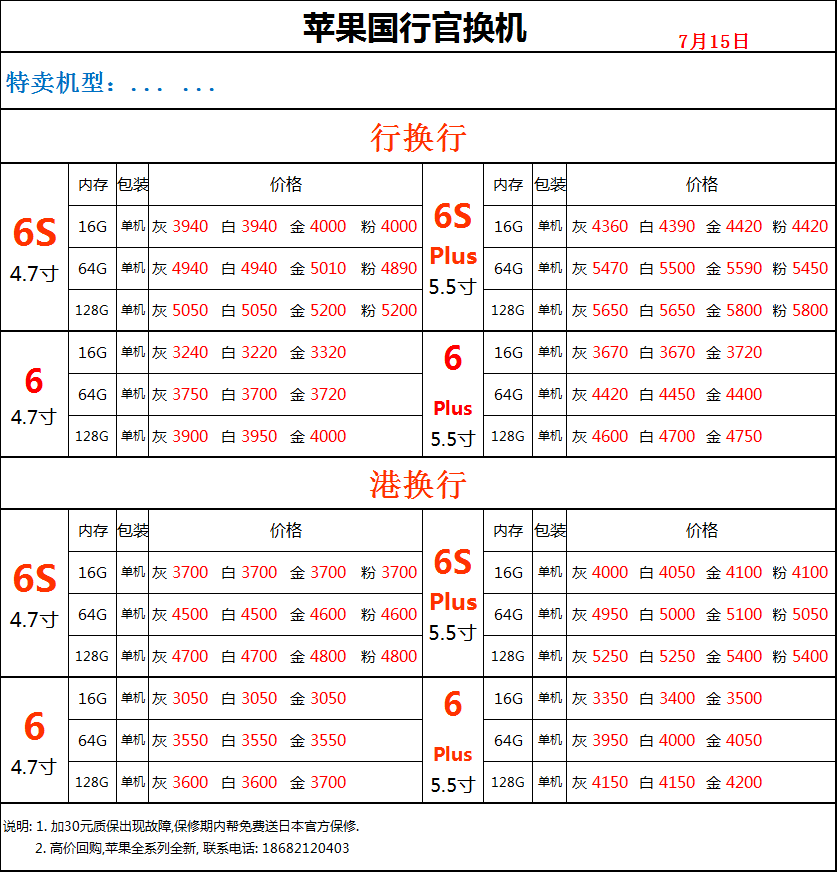 苹果国行官换机
7月15日
特卖机型：... ...
行换行
6S
4.7寸
内存 包装 价格
16G 单机 灰 3940 白 3940 金 4000 粉 4000
64G 单机 灰 4940 白 4940 金 5010 粉 4890
128G 单机 灰 5050 白 5050 金 5200 粉 5200
6S
Plus
5.5寸
内存 包装 价格
16G 单机 灰 4360 白 4390 金 4420 粉 4420
64G 单机 灰 5470 白 5500 金 5590 粉 5450
128G 单机 灰 5650 白 5650 金 5800 粉 5800
6
4.7寸
16G 单机 灰 3240 白 3220 金 3320
64G 单机 灰 3750 白 3700 金 3720
128G 单机 灰 3900 白 3950 金 4000
6
Plus
5.5寸
16G 单机 灰 3670 白 3670 金 3720
64G 单机 灰 4420 白 4450 金 4400
128G 单机 灰 4600 白 4700 金 4750
港换行
6S
4.7寸
内存 包装 价格
16G 单机 灰 3700 白 3700 金 3700 粉 3700
64G 单机 灰 4500 白 4500 金 4600 粉 4600
128G 单机 灰 4700 白 4700 金 4800 粉 4800
6S
Plus
5.5寸
内存 包装 价格
16G 单机 灰 4000 白 4050 金 4100 粉 4100
64G 单机 灰 4950 白 5000 金 5100 粉 5050
128G 单机 灰 5250 白 5250 金 5400 粉 5400
6
4.7寸
16G 单机 灰 3050 白 3050 金 3050
64G 单机 灰 3550 白 3550 金 3550
128G 单机 灰 3600 白 3600 金 3700
6
Plus
5.5寸
16G 单机 灰 3350 白 3400 金 3500
64G 单机 灰 3950 白 4000 金 4050
128G 单机 灰 4150 白 4150 金 4200
说明: 1. 加30元质保出现故障,保修期内帮免费送日本官方保修.
2. 高价回购,苹果全系列全新, 联系电话: 18682120403